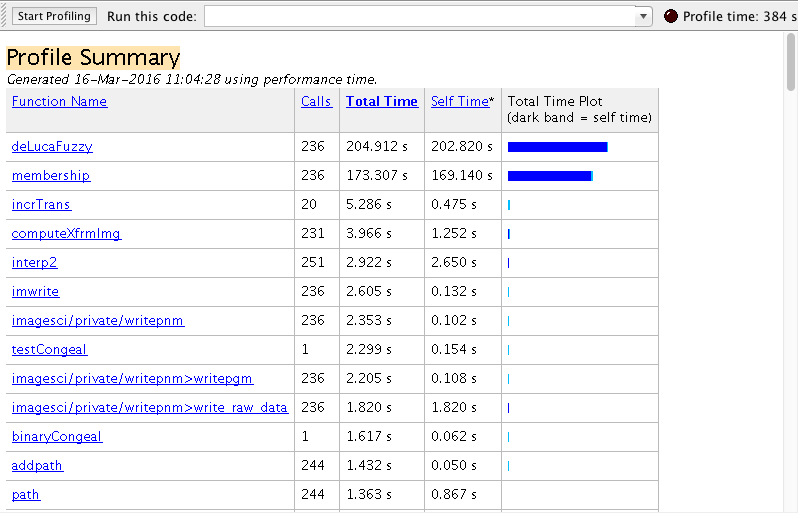 Start Profiling Run this code: Profile time: 384 s
Profile Summary
Generated 16-Mar-2016 11:04:28 using performance time.
Function Name Calls Total Time Self Time* Total Time Plot
(dark band = self time)
deLucaFuzzy 236 204.912 s 202.820 s
membership 236 173.307 s 169.140 s
incrTrans 20 5.286 s 0.475 s
computeXfrmImg 231 3.966 s 1.252 s
interp2 251 2.922 s 2.650 s
imwrite 236 2.605 s 0.132 s
imagesci/private/writepnm 236 2.353 s 0.102 s
testCongeal 1 2.299 s 0.154 s
imagesci/private/writepnm>writepgm 236 2.205 s 0.108 s
imagesci/private/writepnm>write_raw_data 236 1.820 s 1.820 s
binaryCongeal 1 1.617 s 0.062 s
addpath 244 1.432 s 0.050 s
path 244 1.363 s 0.867 s